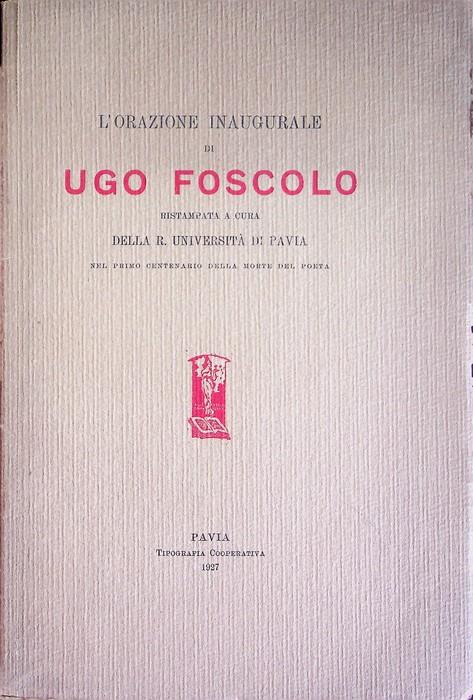 L'ORAZIONE INAUGURALE
DI
UGO FOSCOLO
RISTAMPATA A CURA
DELLA R. UNIVERSITÀ DI PAVIA
NEL PRIMO CENTENARIO DELLA MORTE DEL POETA
PAVIA
TIPOGRAFIA COOPERATIVA
1927